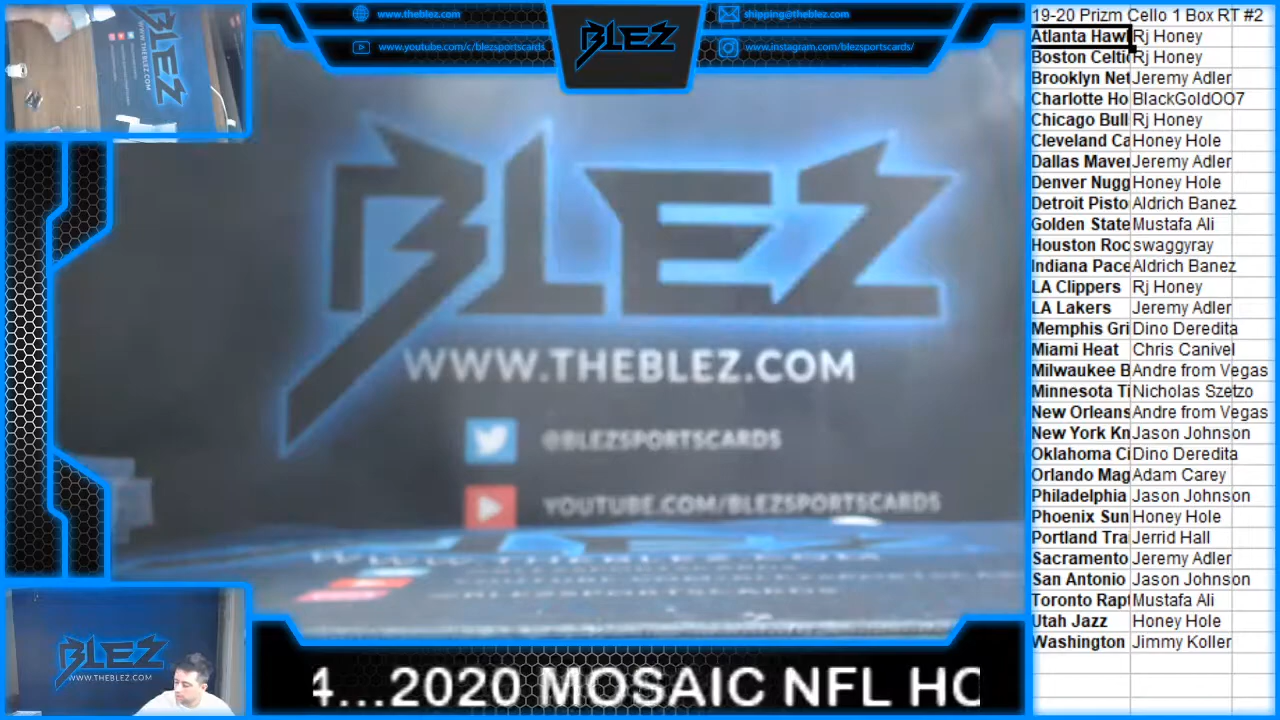 www.theblez.com
www.youtube.com/c/blezsportscards
BLEZ
shipping@theblez.com
www.instagram.com/blezsportscards/
BLEZ
WWW.THEBLEZ.COM
BLEZ
WWW.THEBLEZ.COM
@BLEZSPORTSCARDS
YOUTUBE.COM/BLEZSPORTSCARDS
BLEZ
WWW.THEBLEZ.COM
4...2020 MOSAIC NFL HO
19-20 Prizm Cello 1 Box RT #2
Atlanta Hawl Rj Honey
Boston Celtic Rj Honey
Brooklyn Net Jeremy Adler
Charlotte Ho BlackGoldOO7
Chicago Bull Rj Honey
Cleveland Ca Honey Hole
Dallas Maver Jeremy Adler
Denver Nugg Honey Hole
Detroit Pisto Aldrich Banez
Golden State Mustafa Ali
Houston Roc swaggyray
Indiana Pace Aldrich Banez
LA Clippers Rj Honey
LA Lakers Jeremy Adler
Memphis Gri Dino Deredita
Miami Heat Chris Canivel
Milwaukee B Andre from Vegas
Minnesota Ti Nicholas Szetzo
New Orleans Andre from Vegas
New York Kn Jason Johnson
Oklahoma Ci Dino Deredita
Orlando Mag Adam Carey
Philadelphia Jason Johnson
Phoenix Sun Honey Hole
Portland Tra Jerrid Hall
Sacramento Jeremy Adler
San Antonio Jason Johnson
Toronto Rapt Mustafa Ali
Utah Jazz Honey Hole
Washington Jimmy Koller